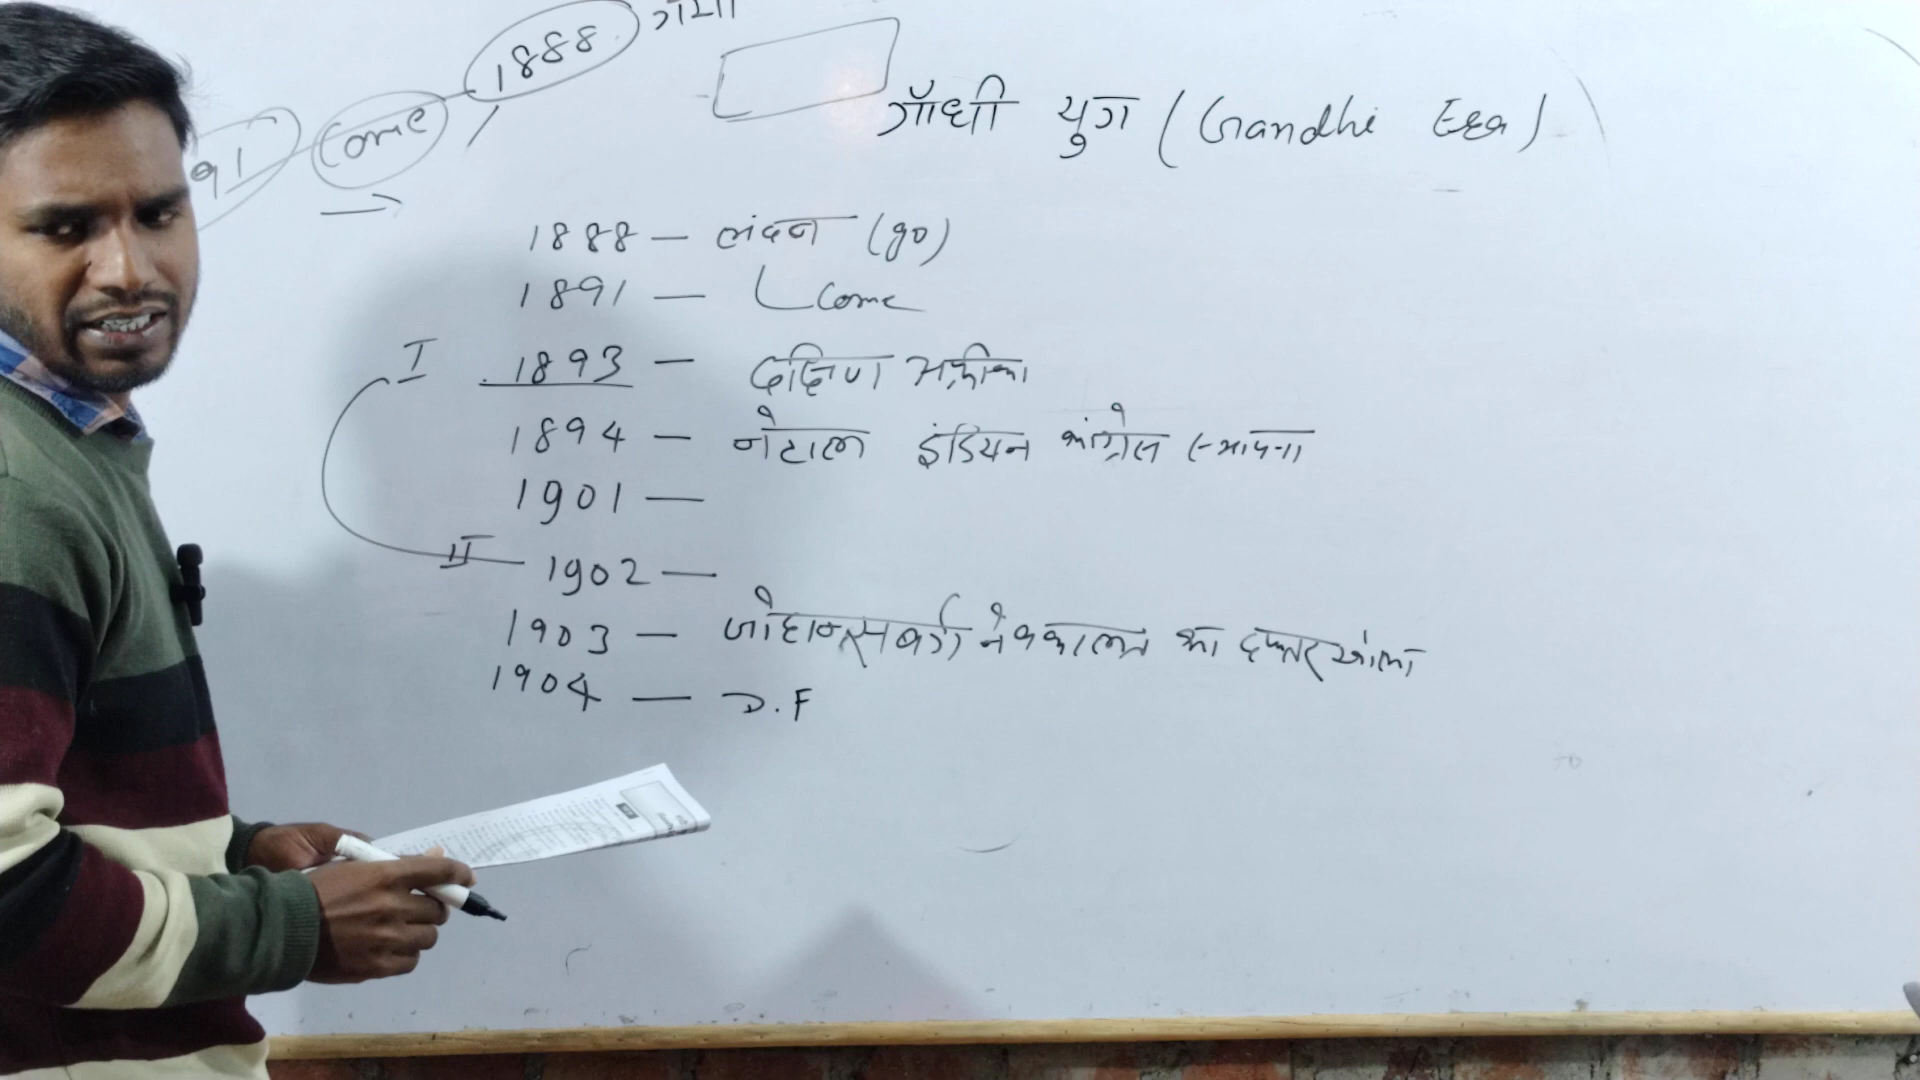 1888 गया
91 Come
गाँधी युग (Gandhi Era)
1888 — लंदन (go)
1891 — Come
I 1893 — दक्षिण अफ्रीका
1894 — नेटाल इंडियन कांग्रेस स्थापना
1901 —
II 1902 —
1903 — जोहान्सबर्ग में वकालत का दफ्तर खोला
1904 — D.F